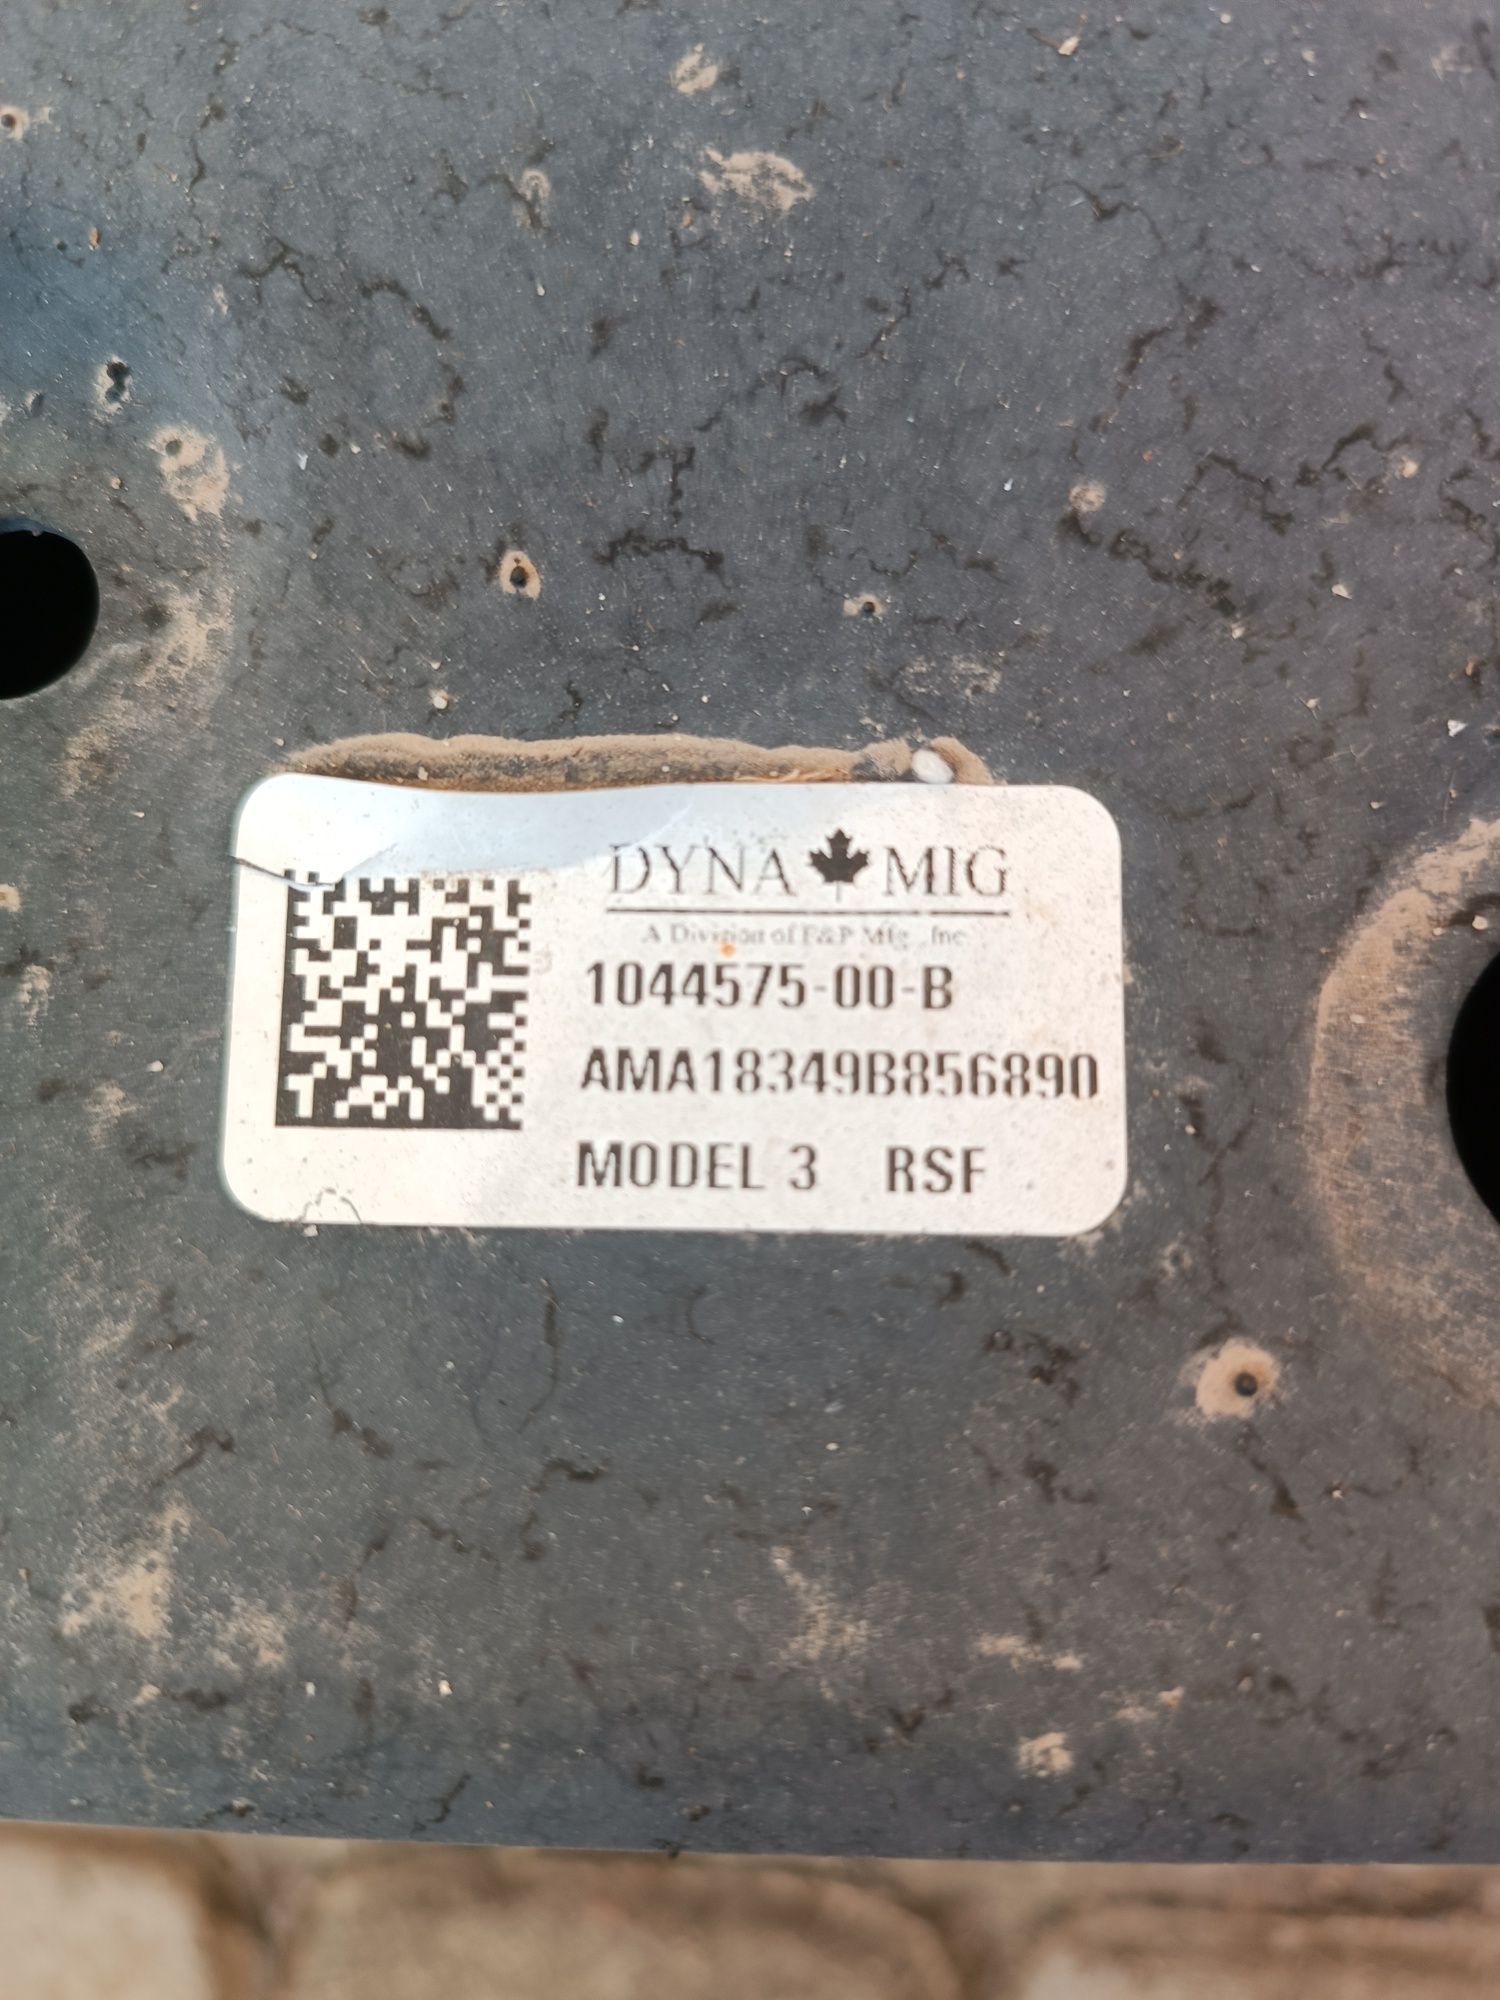 DYNA MIG
A Division of F&P Mfg., Inc
1044575-00-B
AMA18349B856890
MODEL 3 RSF